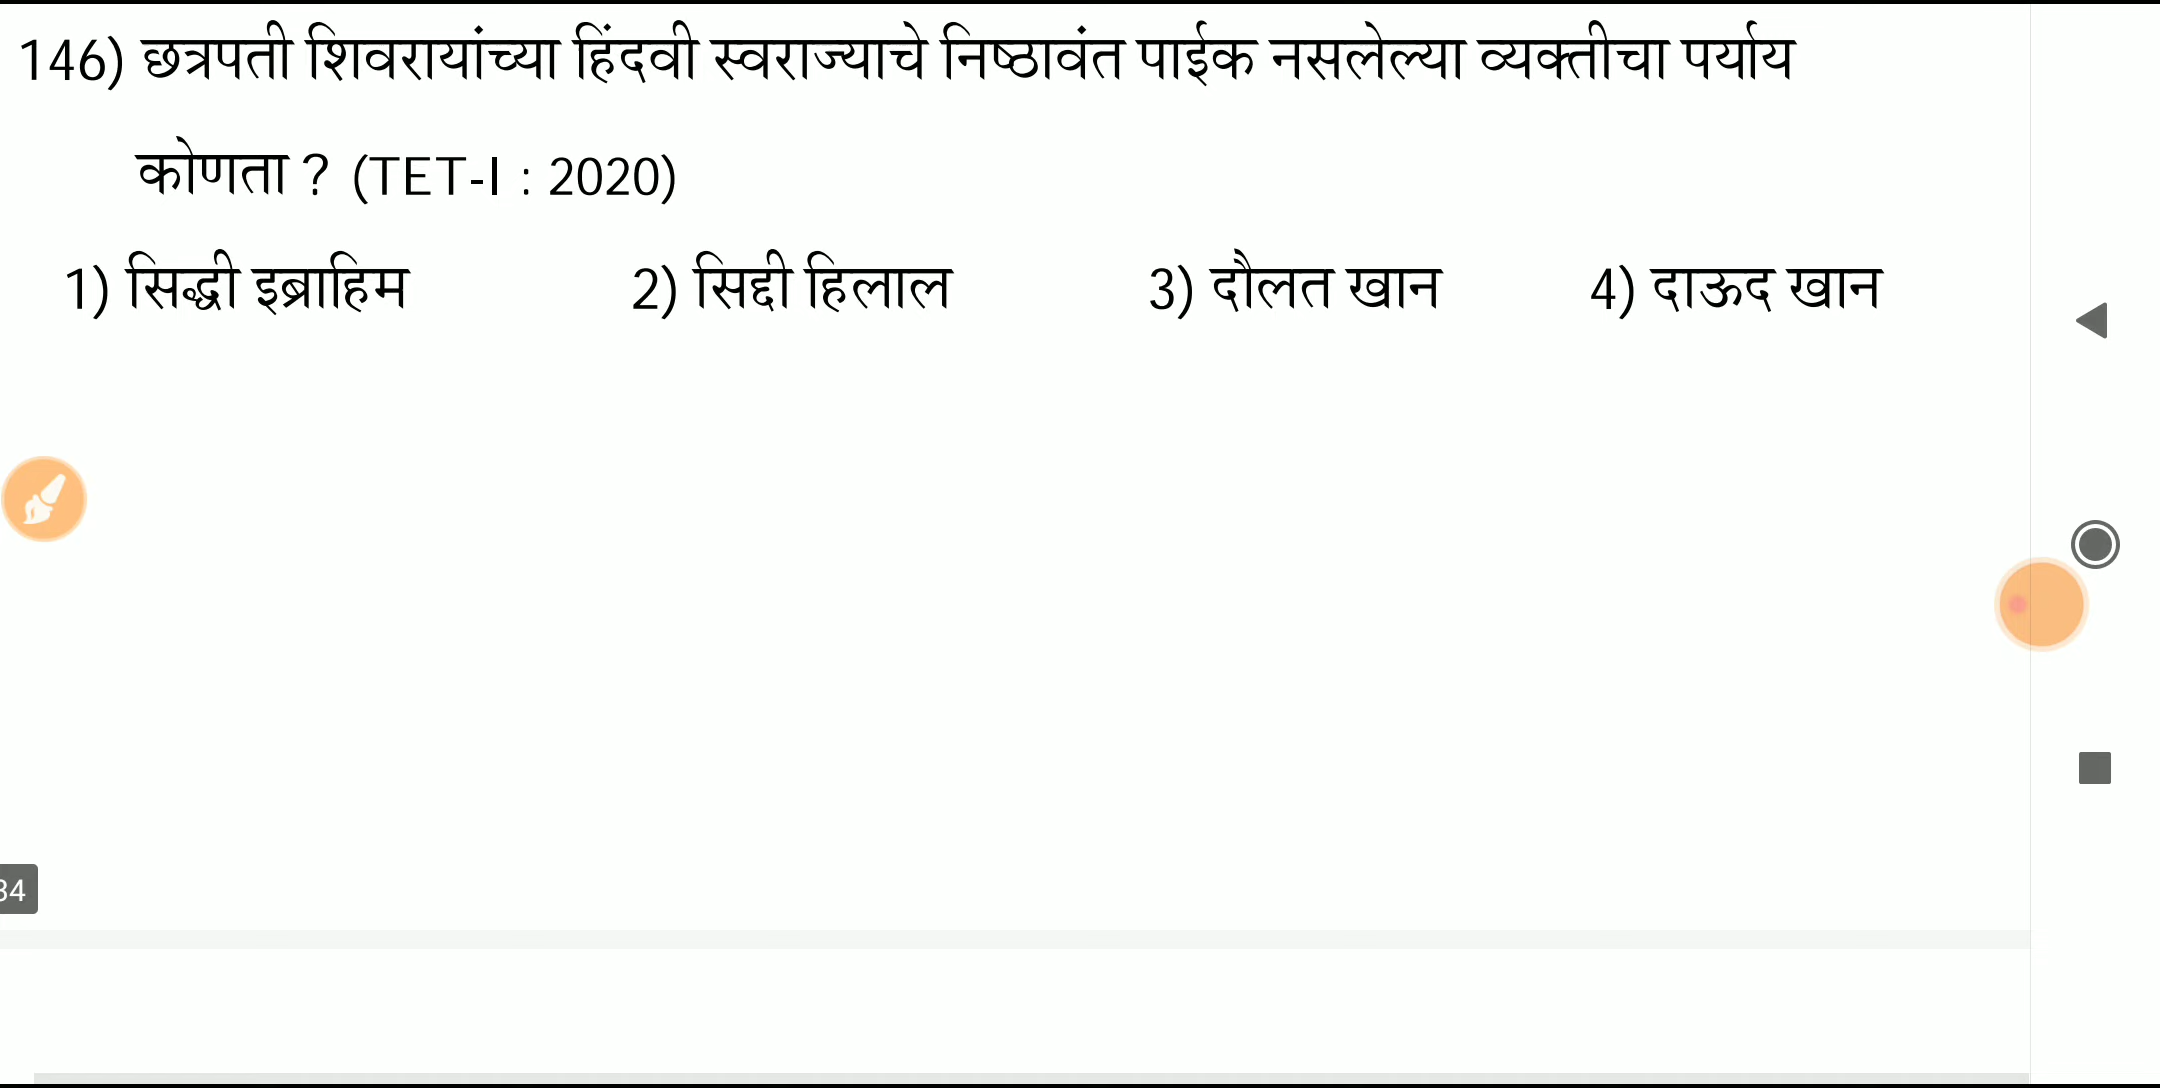 146) छत्रपती शिवरायांच्या हिंदवी स्वराज्याचे निष्ठावंत पाईक नसलेल्या व्यक्तीचा पर्याय
कोणता ? (TET-I : 2020)
1) सिद्धी इब्राहिम 2) सिद्दी हिलाल 3) दौलत खान 4) दाऊद खान
34